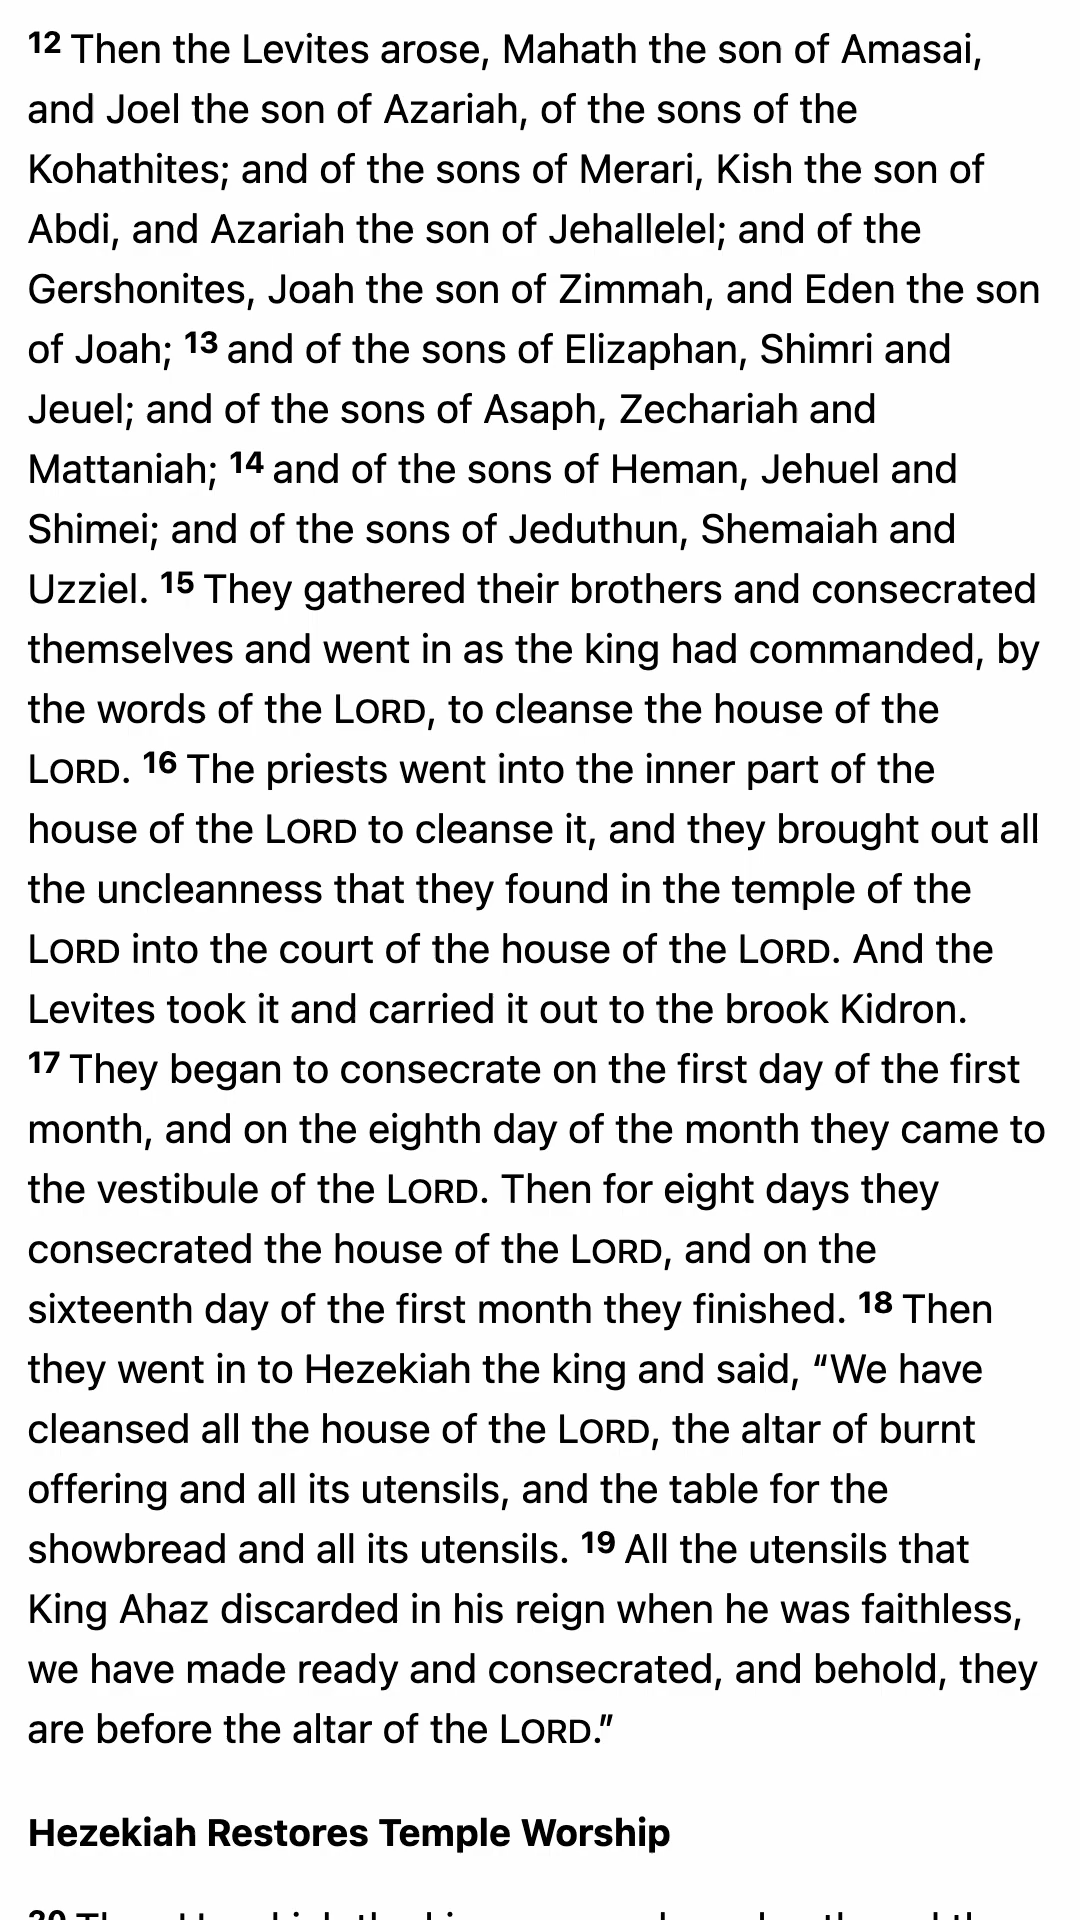 12 Then the Levites arose, Mahath the son of Amasai,
and Joel the son of Azariah, of the sons of the
Kohathites; and of the sons of Merari, Kish the son of
Abdi, and Azariah the son of Jehallelel; and of the
Gershonites, Joah the son of Zimmah, and Eden the son
of Joah; 13 and of the sons of Elizaphan, Shimri and
Jeuel; and of the sons of Asaph, Zechariah and
Mattaniah; 14 and of the sons of Heman, Jehuel and
Shimei; and of the sons of Jeduthun, Shemaiah and
Uzziel. 15 They gathered their brothers and consecrated
themselves and went in as the king had commanded, by
the words of the LORD, to cleanse the house of the
LORD. 16 The priests went into the inner part of the
house of the LORD to cleanse it, and they brought out all
the uncleanness that they found in the temple of the
LORD into the court of the house of the LORD. And the
Levites took it and carried it out to the brook Kidron.
17 They began to consecrate on the first day of the first
month, and on the eighth day of the month they came to
the vestibule of the LORD. Then for eight days they
consecrated the house of the LORD, and on the
sixteenth day of the first month they finished. 18 Then
they went in to Hezekiah the king and said, “We have
cleansed all the house of the LORD, the altar of burnt
offering and all its utensils, and the table for the
showbread and all its utensils. 19 All the utensils that
King Ahaz discarded in his reign when he was faithless,
we have made ready and consecrated, and behold, they
are before the altar of the LORD.”
Hezekiah Restores Temple Worship